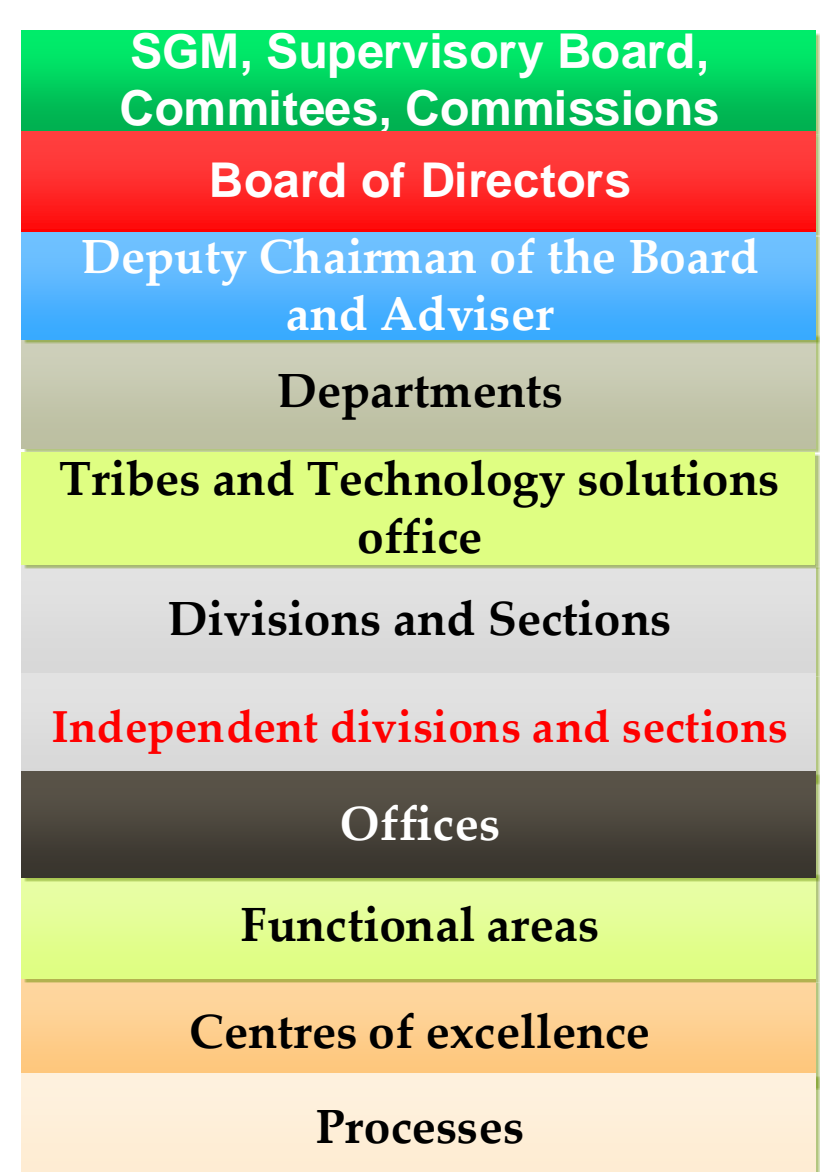 SGM, Supervisory Board,
Commitees, Commissions
Board of Directors
Deputy Chairman of the Board
and Adviser
Departments
Tribes and Technology solutions
office
Divisions and Sections
Independent divisions and sections
Offices
Functional areas
Centres of excellence
Processes